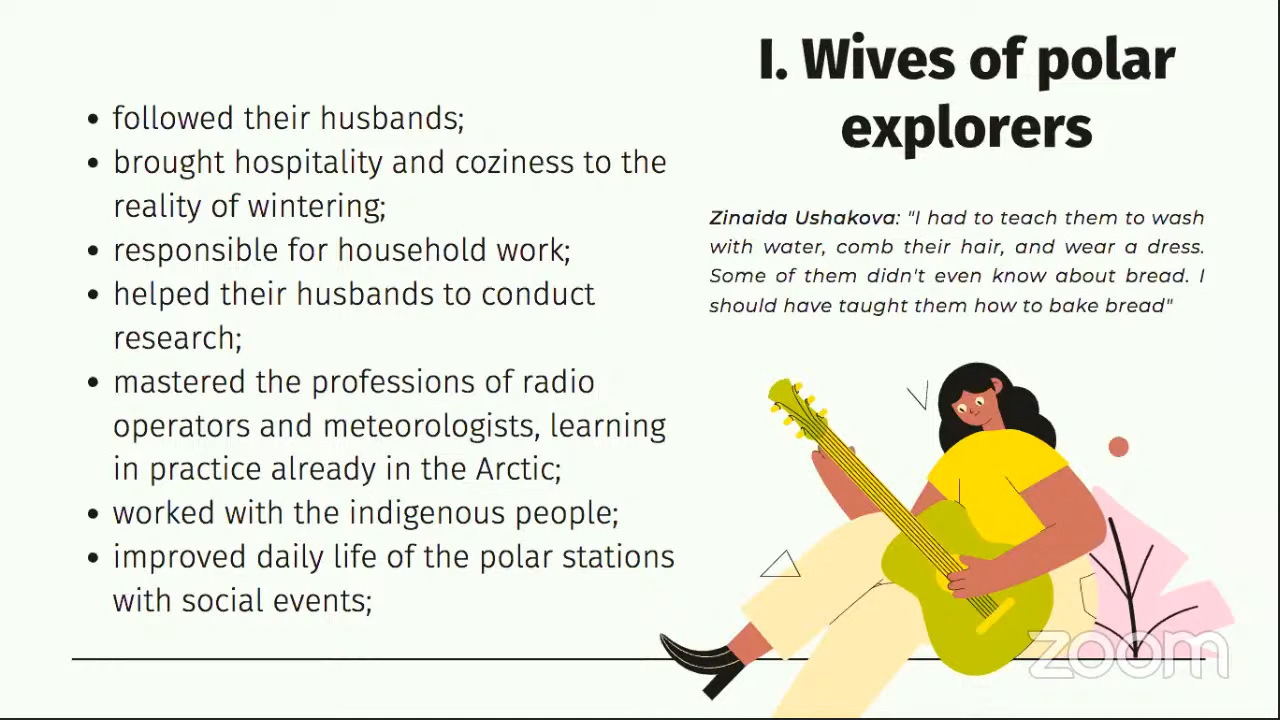 I. Wives of polar
explorers
• followed their husbands;
• brought hospitality and coziness to the
reality of wintering;
• responsible for household work;
• helped their husbands to conduct
research;
• mastered the professions of radio
operators and meteorologists, learning
in practice already in the Arctic;
• worked with the indigenous people;
• improved daily life of the polar stations
with social events;
Zinaida Ushakova: "I had to teach them to wash
with water, comb their hair, and wear a dress.
Some of them didn't even know about bread. I
should have taught them how to bake bread"
zoom